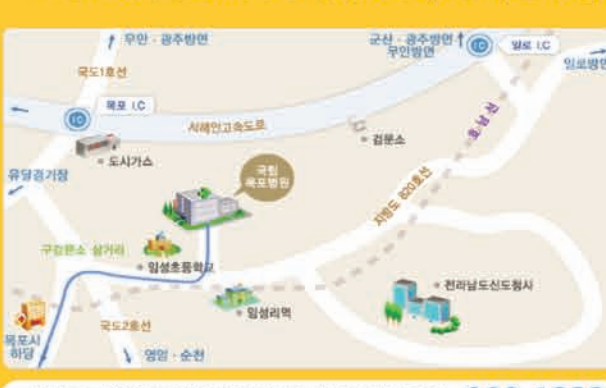 무안 · 광주방면
군산 · 광주방면
무안방면
IC
일로 I.C
일로방면
국도1호선
IC
목포 I.C
서해안고속도로
호남선
검문소
도시가스
국립
목포병원
유달경기장
지방도 820호선
구검문소 삼거리
임성초등학교
전라남도신도청사
임성리역
목포시
하당
국도2호선
영암 · 순천